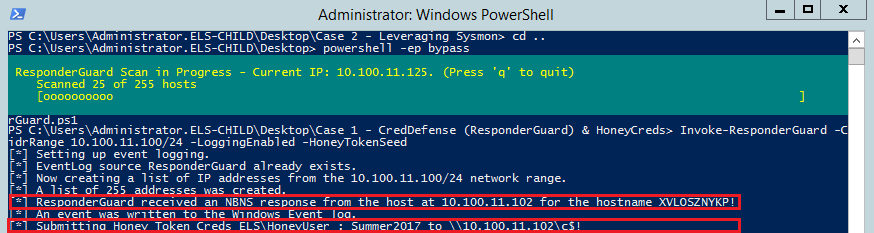 Administrator: Windows PowerShell
PS C:\Users\Administrator.ELS-CHILD\Desktop\Case 2 - Leveraging Sysmon> cd ..
PS C:\Users\Administrator.ELS-CHILD\Desktop> powershell -ep bypass
ResponderGuard Scan in Progress - Current IP: 10.100.11.125. (Press 'q' to quit)
Scanned 25 of 255 hosts
[oooooooooo ]
rGuard.ps1
PS C:\Users\Administrator.ELS-CHILD\Desktop\Case 1 - CredDefense (ResponderGuard) & HoneyCreds> Invoke-ResponderGuard -C
idrRange 10.100.11.100/24 -LoggingEnabled -HoneyTokenSeed
[*] Setting up event logging.
[*] EventLog source ResponderGuard already exists.
[*] Now creating a list of IP addresses from the 10.100.11.100/24 network range.
[*] A list of 255 addresses was created.
[*] ResponderGuard received an NBNS response from the host at 10.100.11.102 for the hostname XVLOSZNYKP!
[*] An event was written to the Windows Event log.
[*] Submitting Honey Token Creds ELS\HoneyUser : Summer2017 to \\10.100.11.102\c$!